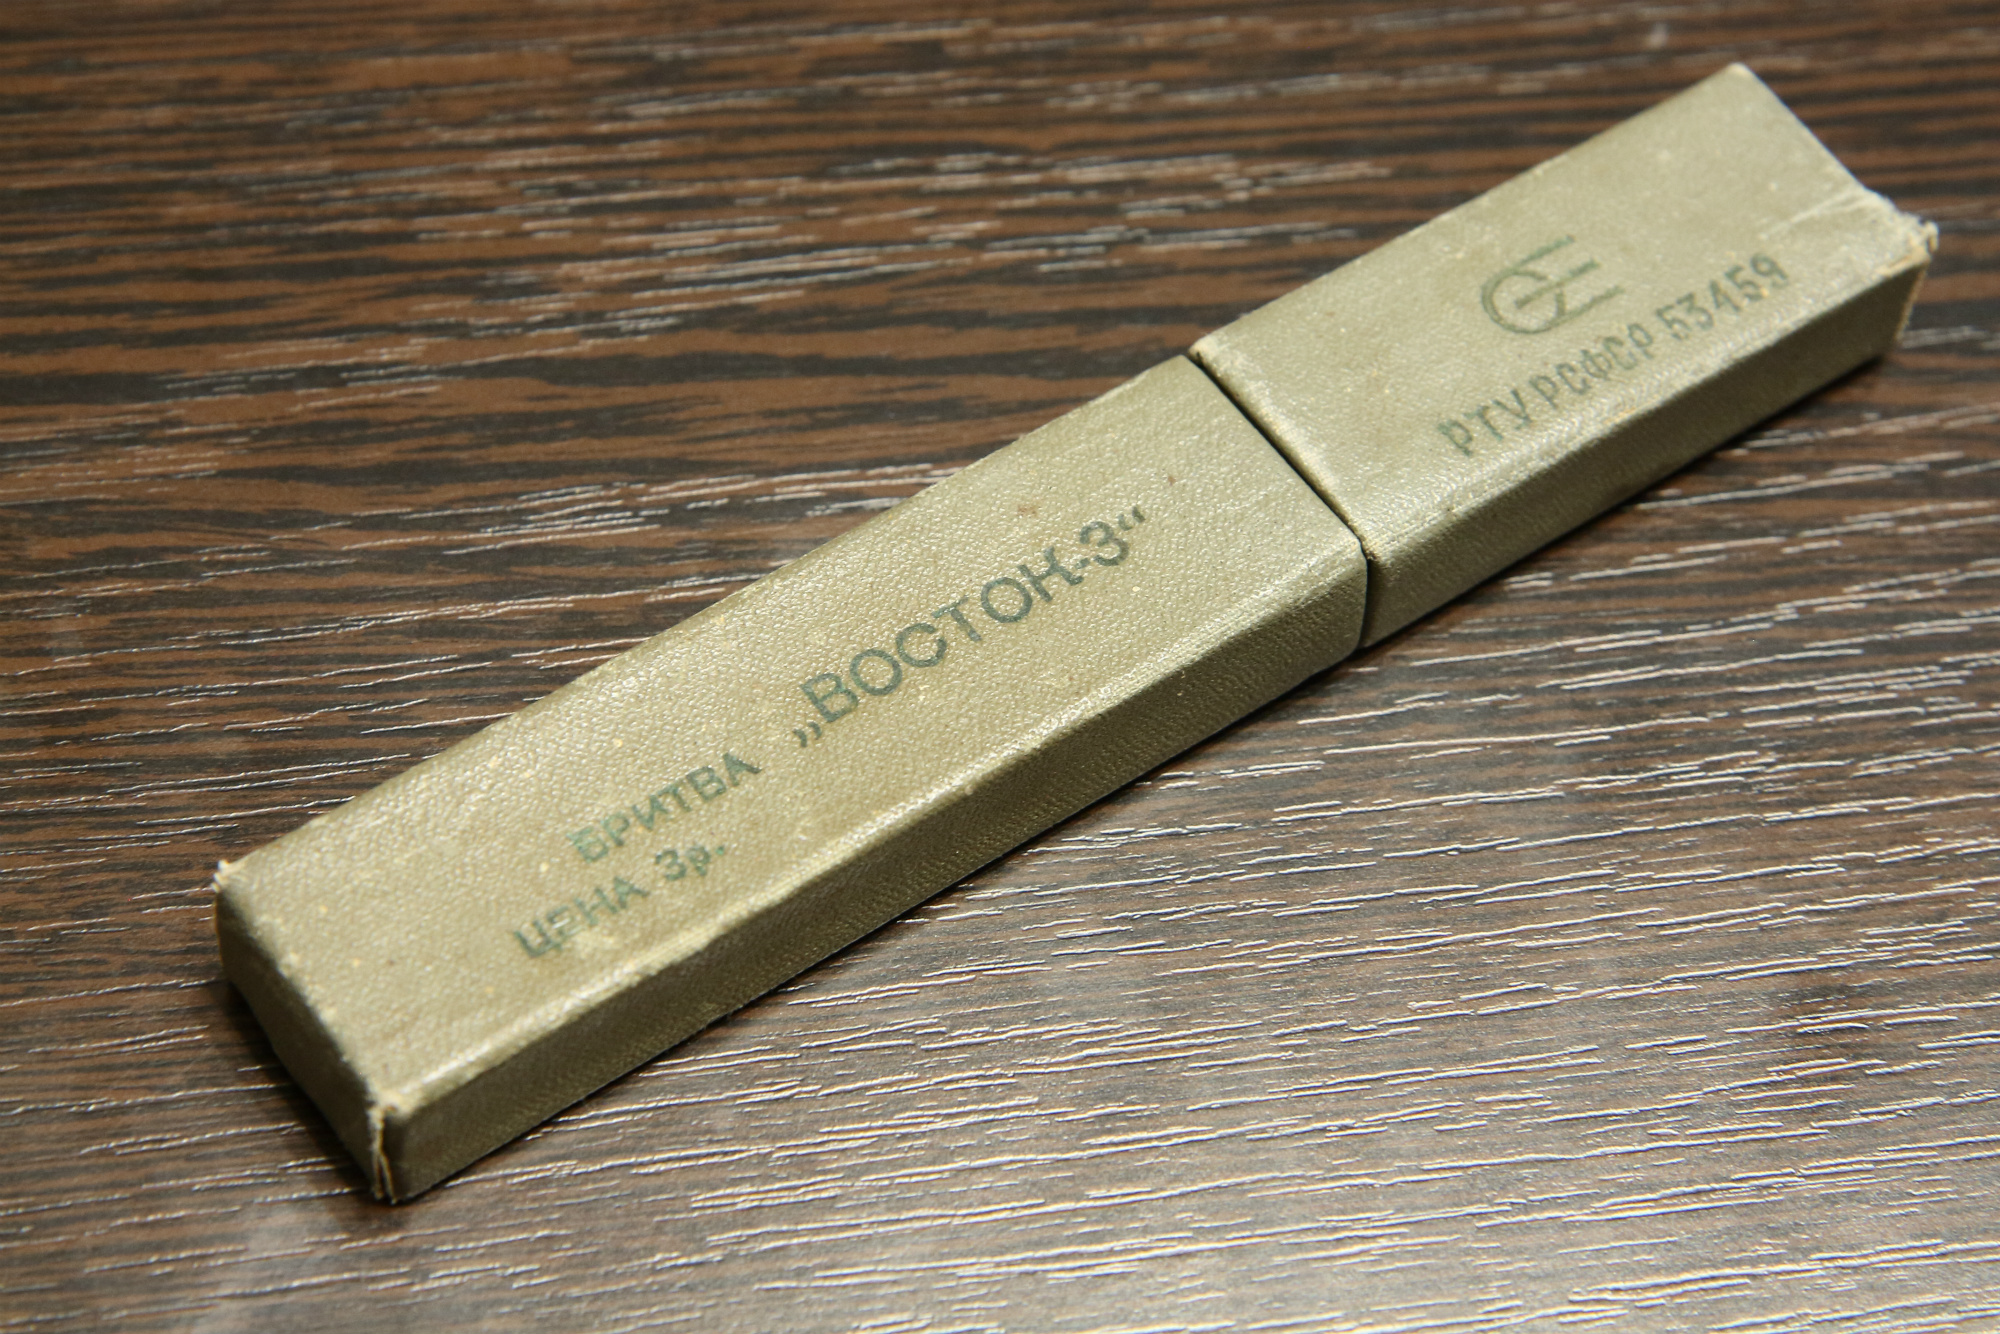 БРИТВА „ВОСТОК-3“
ЦЕНА 3р.
РТУ РСФСР 53459